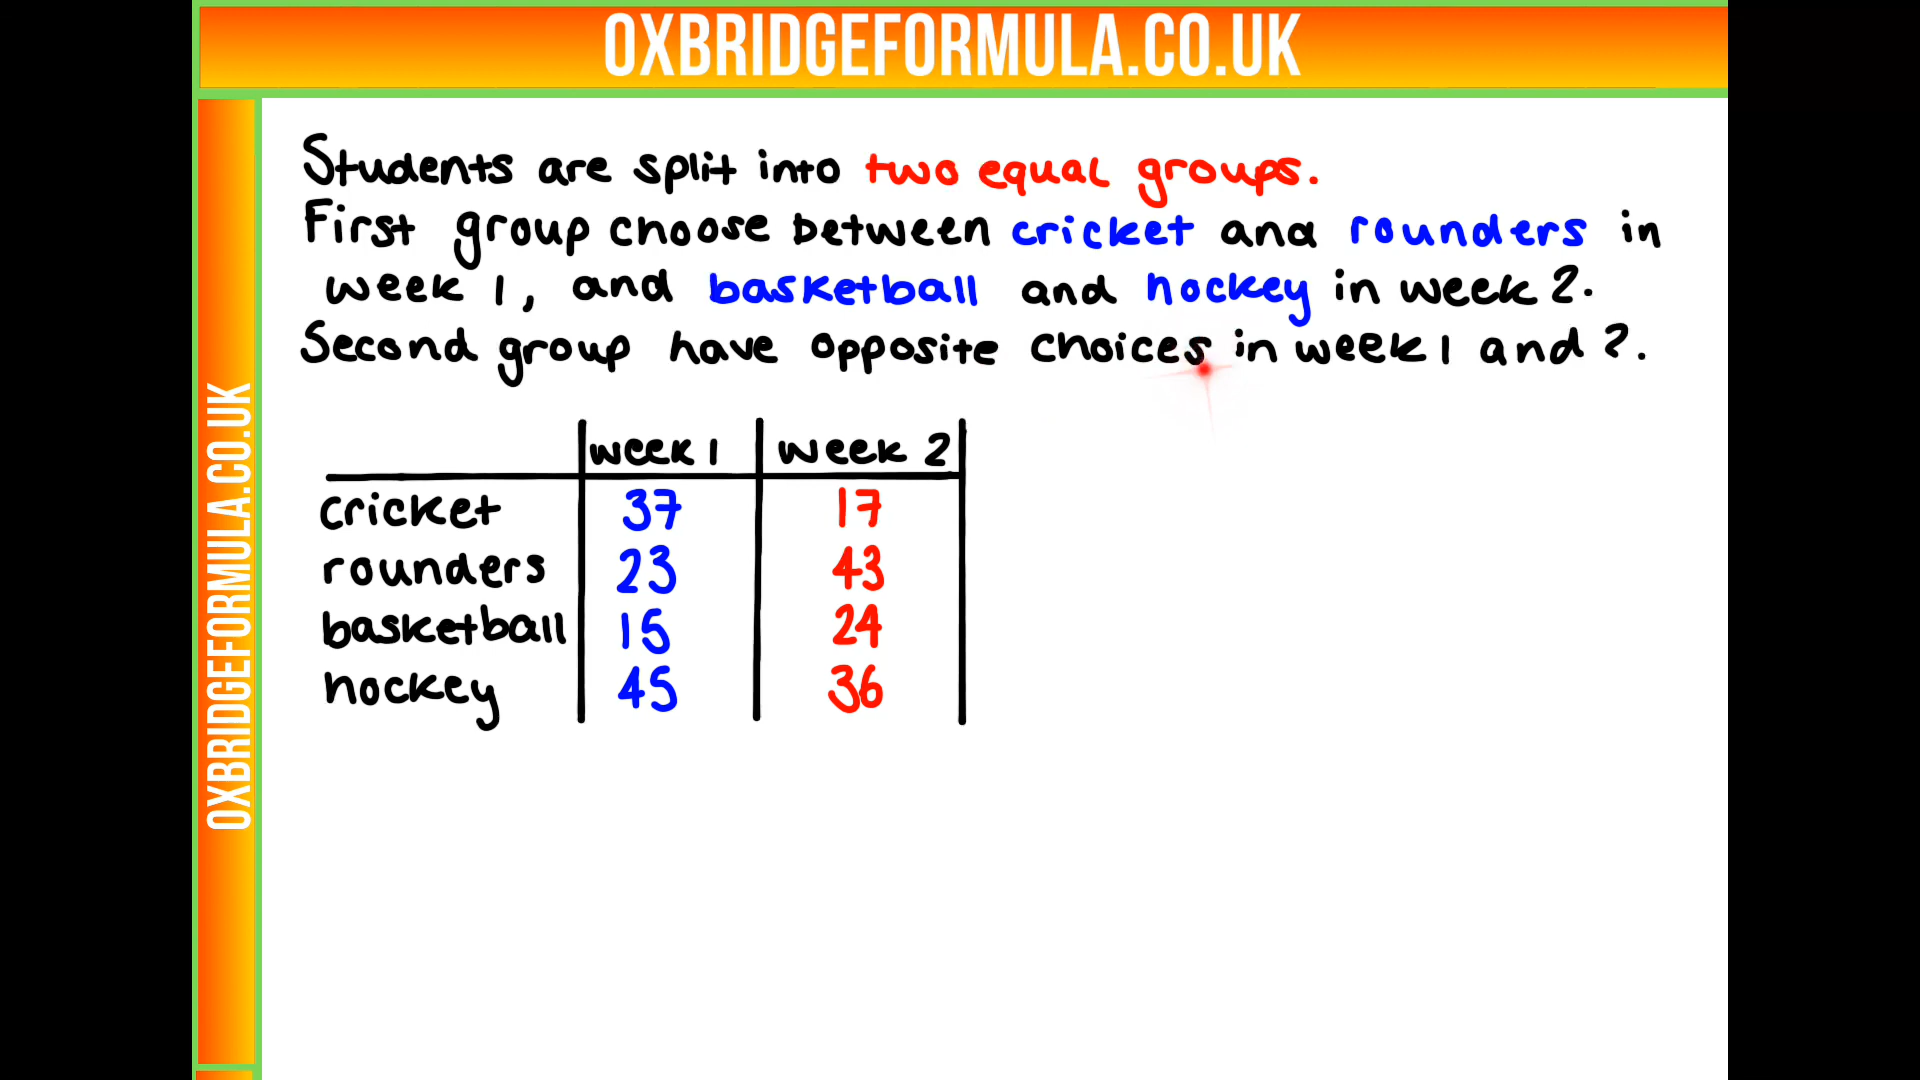 OXBRIDGEFORMULA.CO.UK
OXBRIDGEFORMULA.CO.UK
Students are split into two equal groups.
First group choose between cricket and rounders in
week 1, and basketball and hockey in week 2.
Second group have opposite choices in week 1 and 2.
week 1 week 2
cricket 37 17
rounders 23 43
basketball 15 24
hockey 45 36